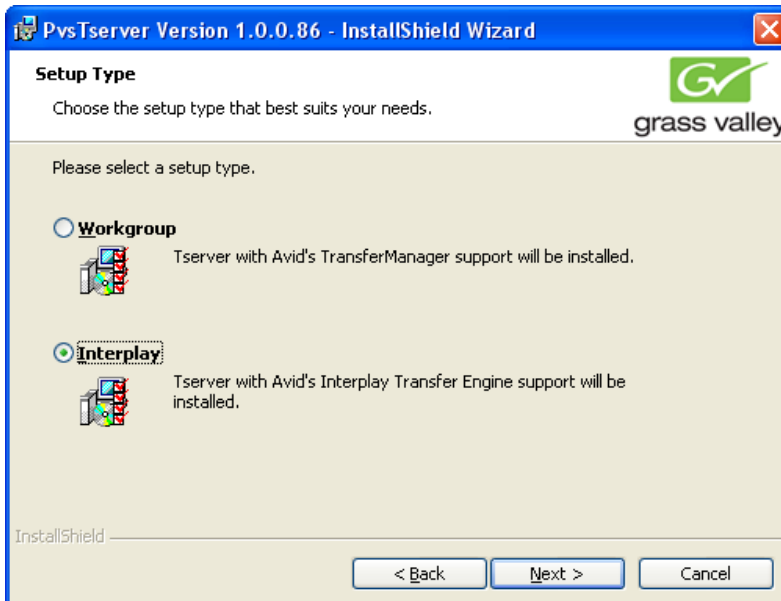 PvsTserver Version 1.0.0.86 - InstallShield Wizard
Setup Type
Choose the setup type that best suits your needs.
grass valley
Please select a setup type.
Workgroup
Tserver with Avid's TransferManager support will be installed.
Interplay
Tserver with Avid's Interplay Transfer Engine support will be
installed.
InstallShield
< Back
Next >
Cancel